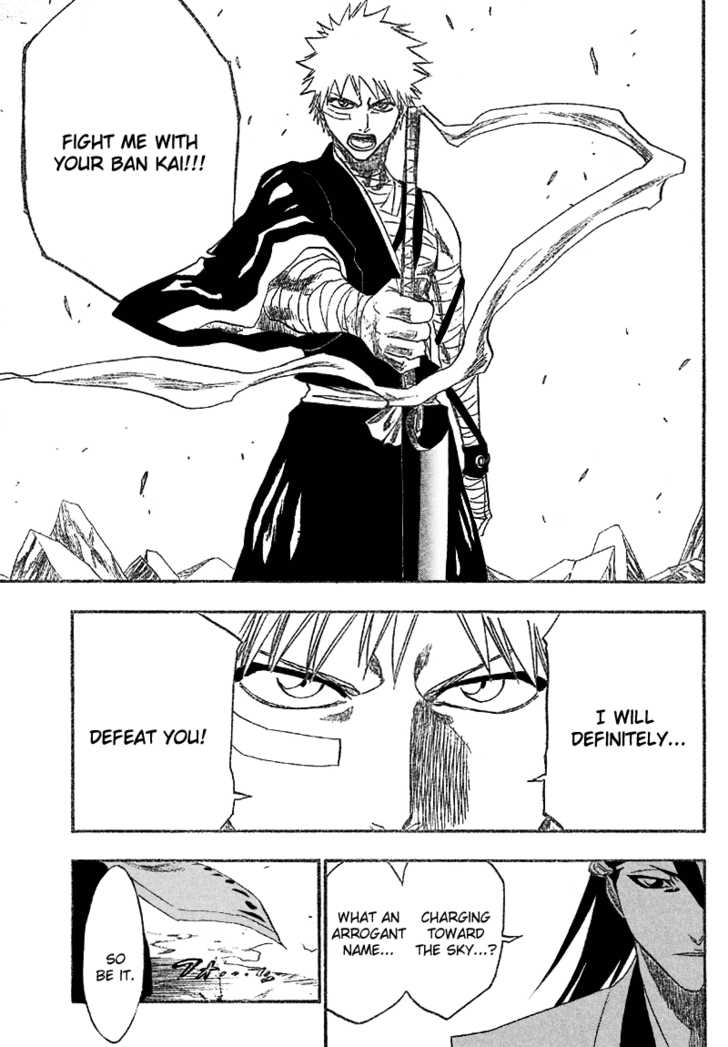 FIGHT ME WITH
YOUR BAN KAI!!!
I WILL
DEFINITELY...
DEFEAT YOU!
CHARGING
TOWARD
THE SKY...?
WHAT AN
ARROGANT
NAME...
SO
BE IT.